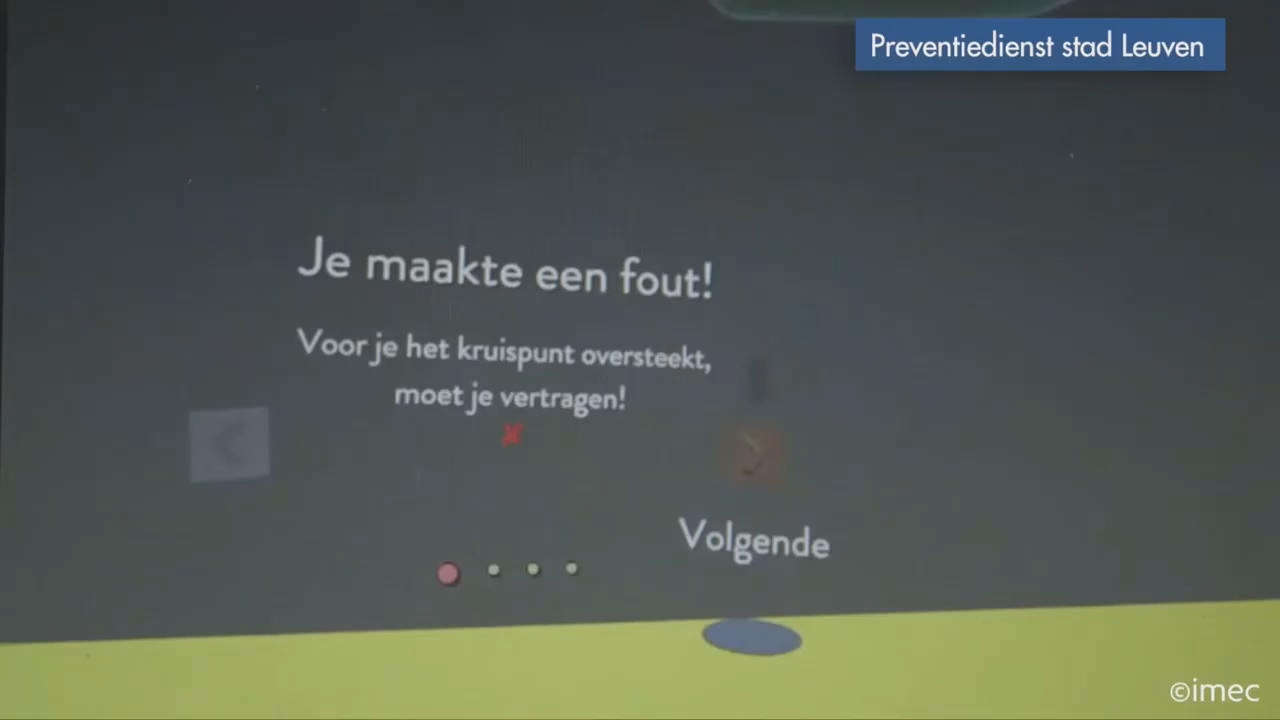 Preventiedienst stad Leuven
Je maakte een fout!
Voor je het kruispunt oversteekt,
moet je vertragen!
Volgende
©imec